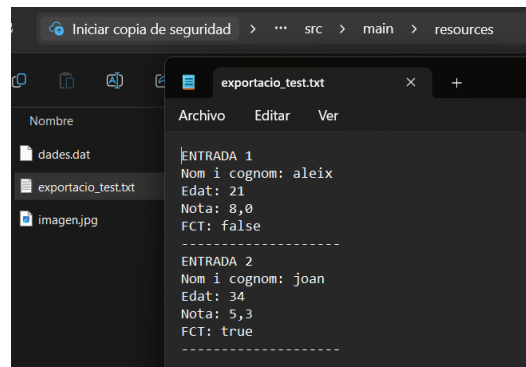 Iniciar copia de seguridad > ... src > main > resources
exportacio_test.txt × +
Archivo Editar Ver
Nombre
dades.dat
exportacio_test.txt
imagen.jpg
ENTRADA 1
Nom i cognom: aleix
Edat: 21
Nota: 8,0
FCT: false
--------------------
ENTRADA 2
Nom i cognom: joan
Edat: 34
Nota: 5,3
FCT: true
--------------------